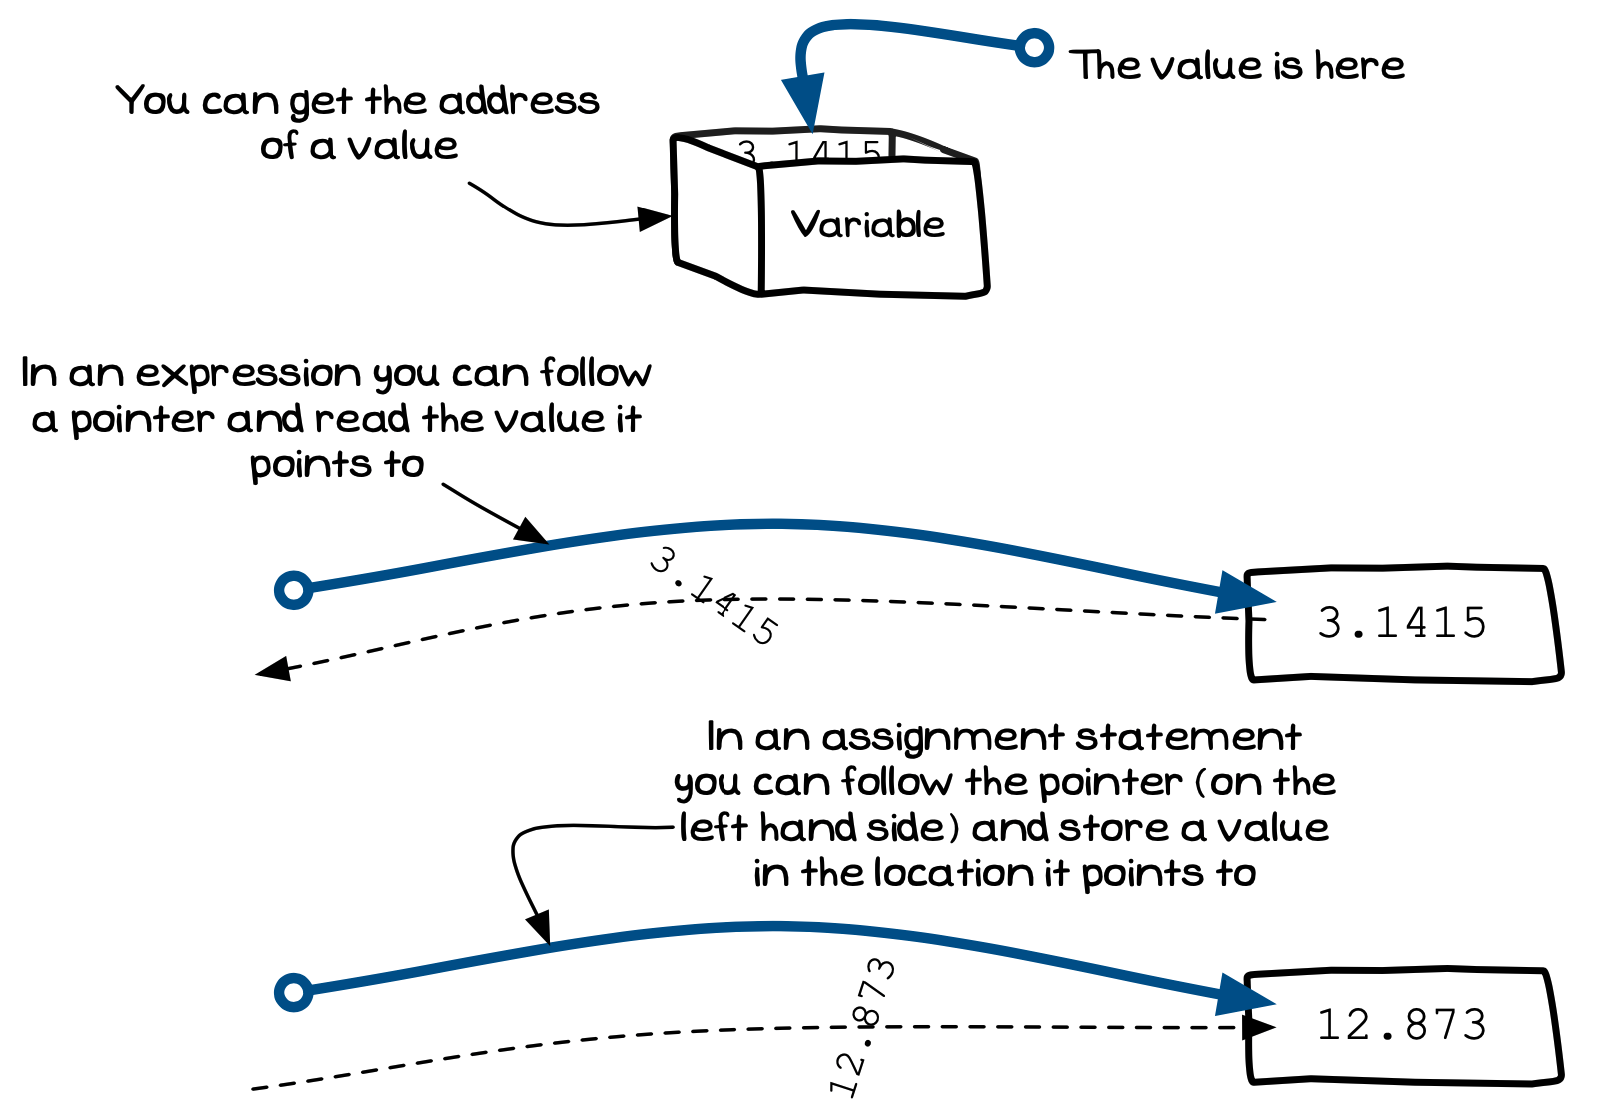 The value is here
You can get the address
of a value
3.1415
Variable
In an expression you can follow
a pointer and read the value it
points to
3.1415
3.1415
In an assignment statement
you can follow the pointer (on the
left hand side) and store a value
in the location it points to
12.873
12.873